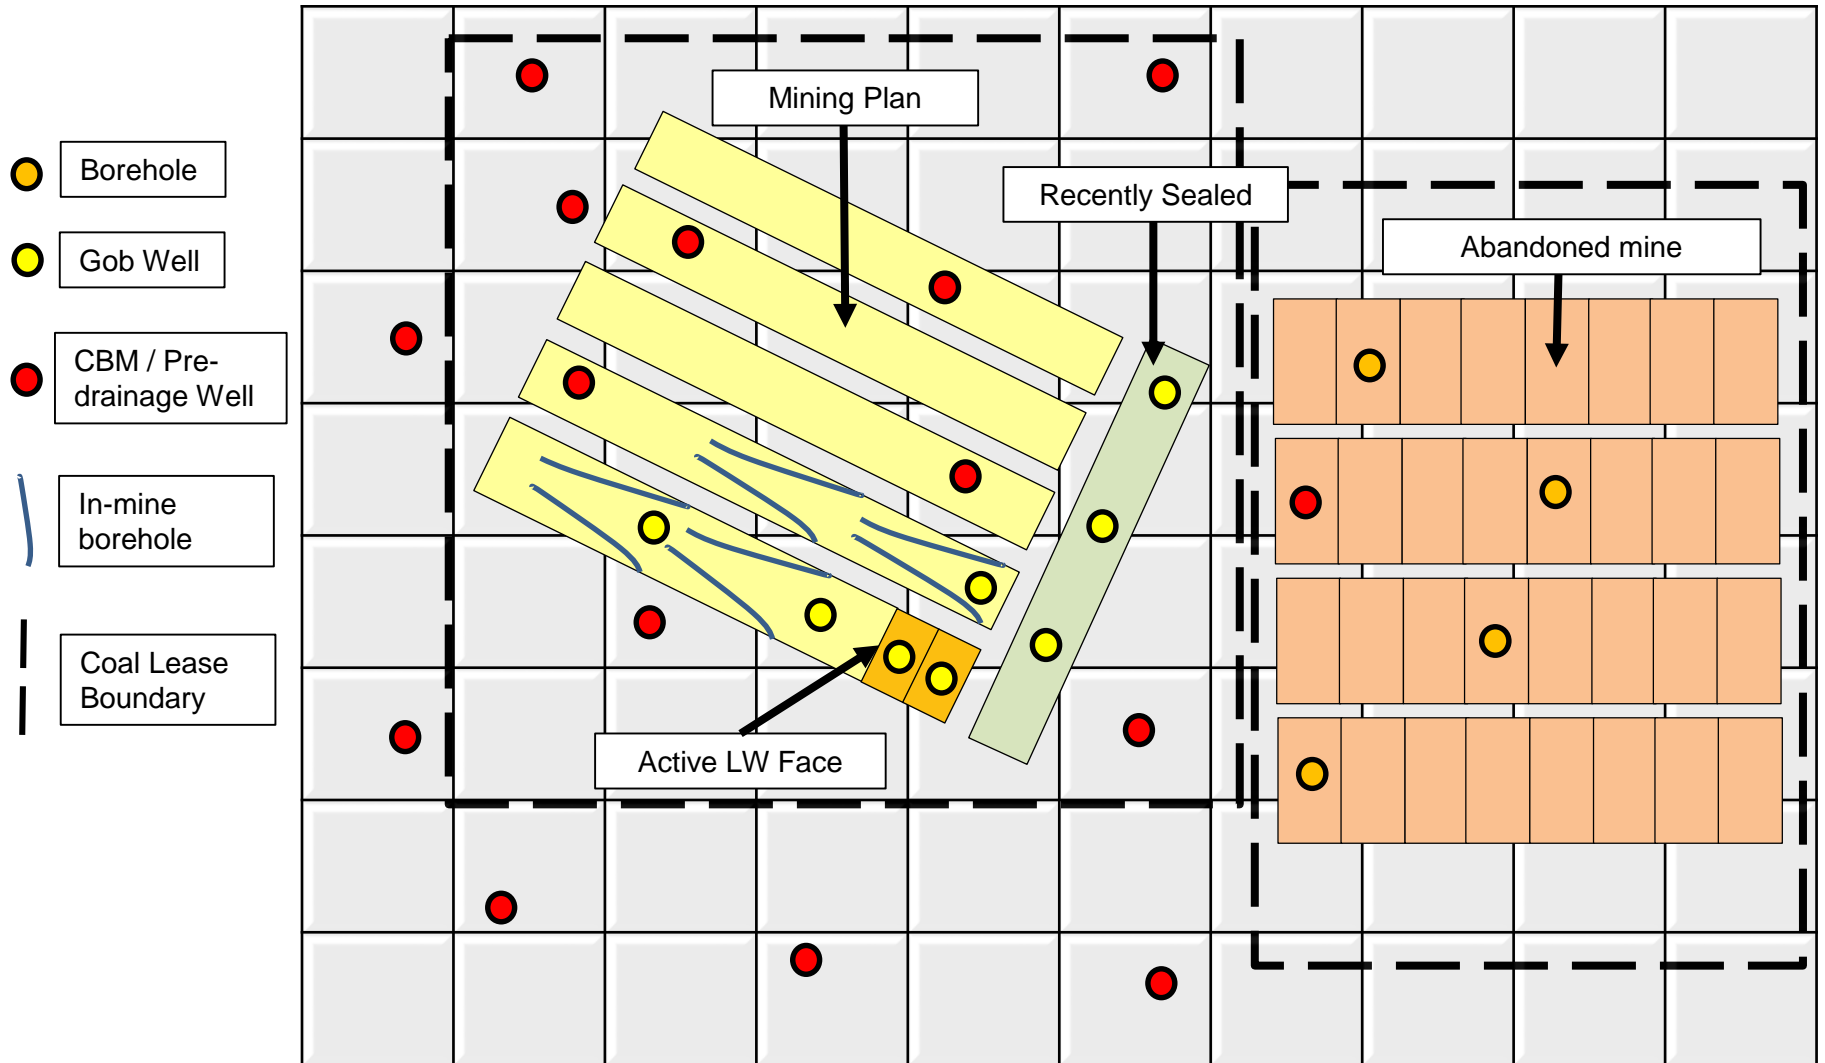 Borehole
Gob Well
CBM / Pre-
drainage Well
In-mine
borehole
Coal Lease
Boundary
Mining Plan
Recently Sealed
Abandoned mine
Active LW Face